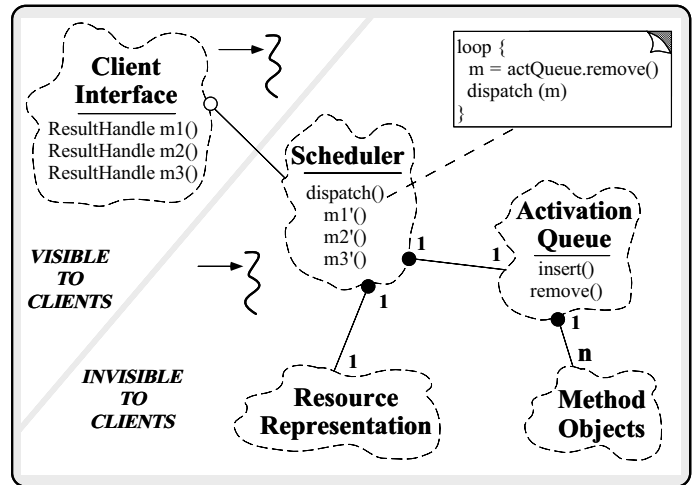 Client
Interface
ResultHandle m1()
ResultHandle m2()
ResultHandle m3()
loop {
m = actQueue.remove()
dispatch (m)
}
Scheduler
dispatch()
m1'()
m2'()
m3'()
Activation
Queue
insert()
remove()
1
1
1
1
1
n
VISIBLE
TO
CLIENTS
INVISIBLE
TO
CLIENTS
Resource
Representation
Method
Objects